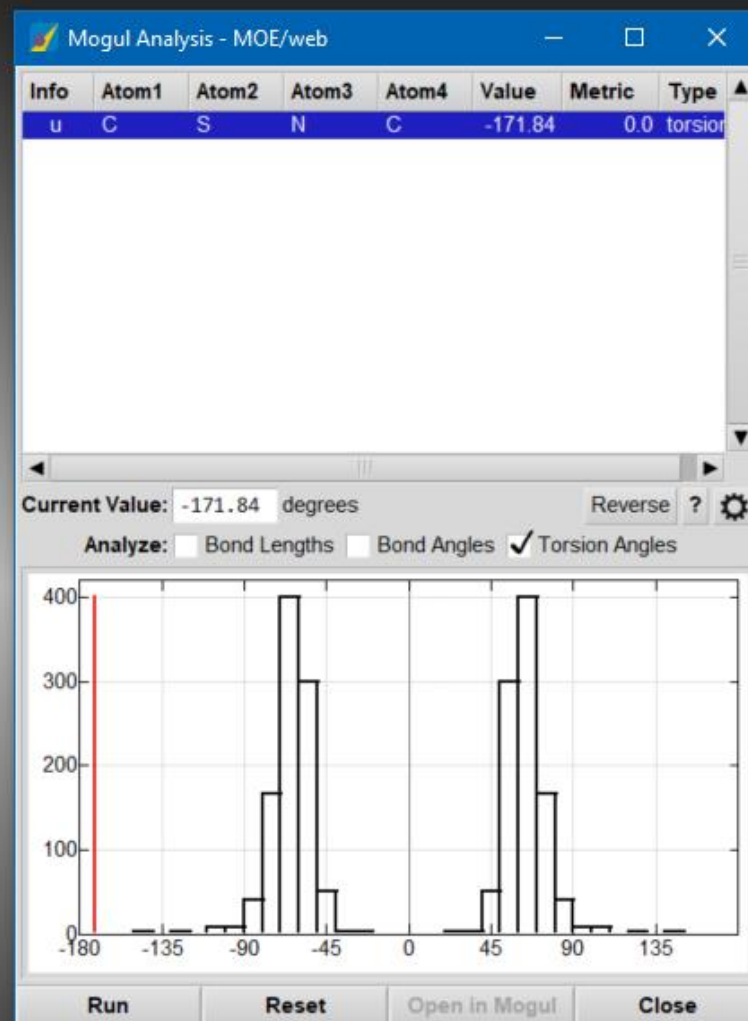 Mogul Analysis - MOE/web
Info Atom1 Atom2 Atom3 Atom4 Value Metric Type
u C S N C -171.84 0.0 torsion
Current Value: -171.84 degrees Reverse ?
Analyze: Bond Lengths Bond Angles Torsion Angles
400
300
200
100
0
-180 -135 -90 -45 0 45 90 135
Run Reset Open in Mogul Close